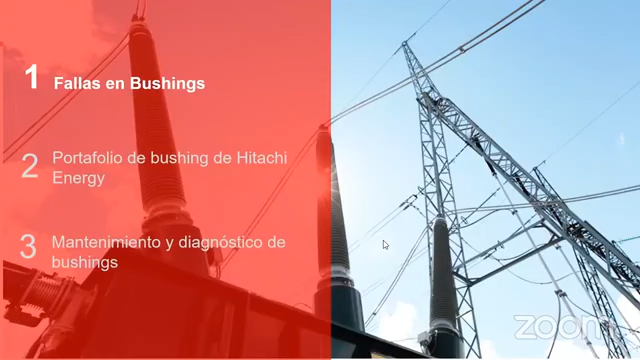 1 Fallas en Bushings
2 Portafolio de bushing de Hitachi
Energy
3 Mantenimiento y diagnóstico de
bushings
zoom